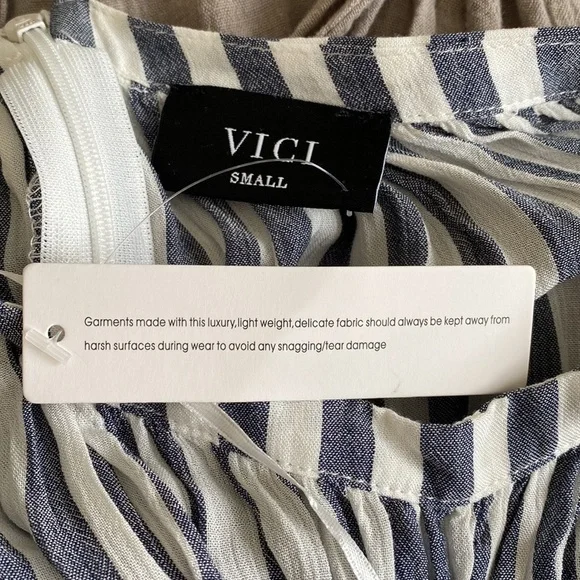 VICI
SMALL
Garments made with this luxury,light weight,delicate fabric should always be kept away from
harsh surfaces during wear to avoid any snagging/tear damage